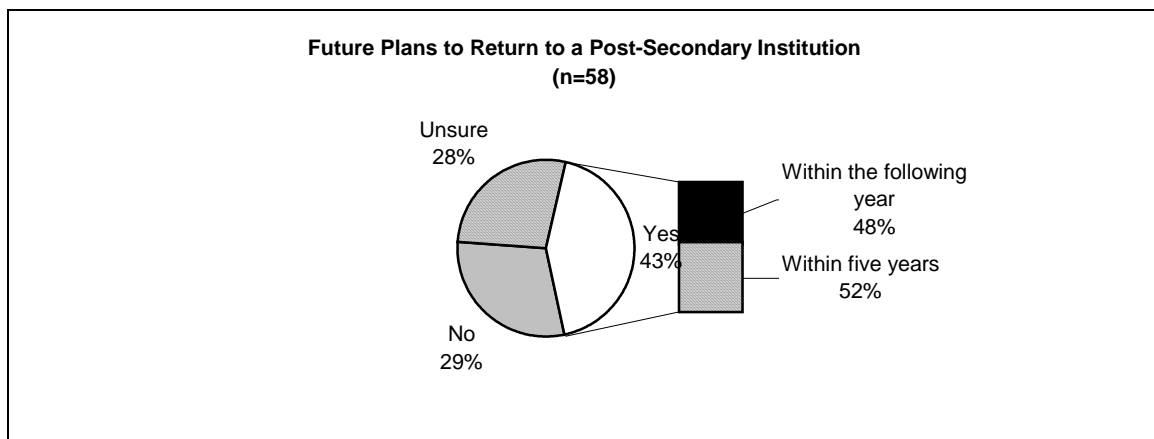 Future Plans to Return to a Post-Secondary Institution
(n=58)
Unsure
28%
No
29%
Yes
43%
Within the following
year
48%
Within five years
52%